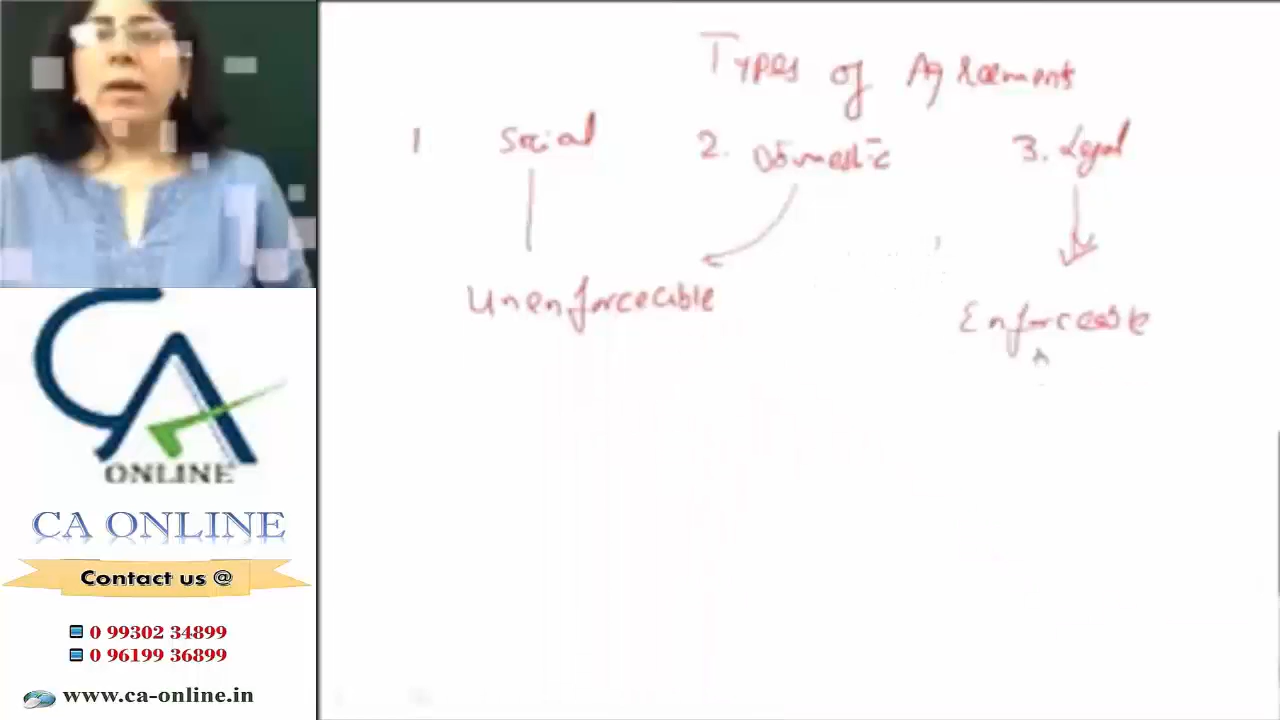 Types of Agreements
1. Social 2. Domestic 3. Legal
Unenforceable
Enforceable
CA
ONLINE
CA ONLINE
Contact us @
0 99302 34899
0 96199 36899
www.ca-online.in